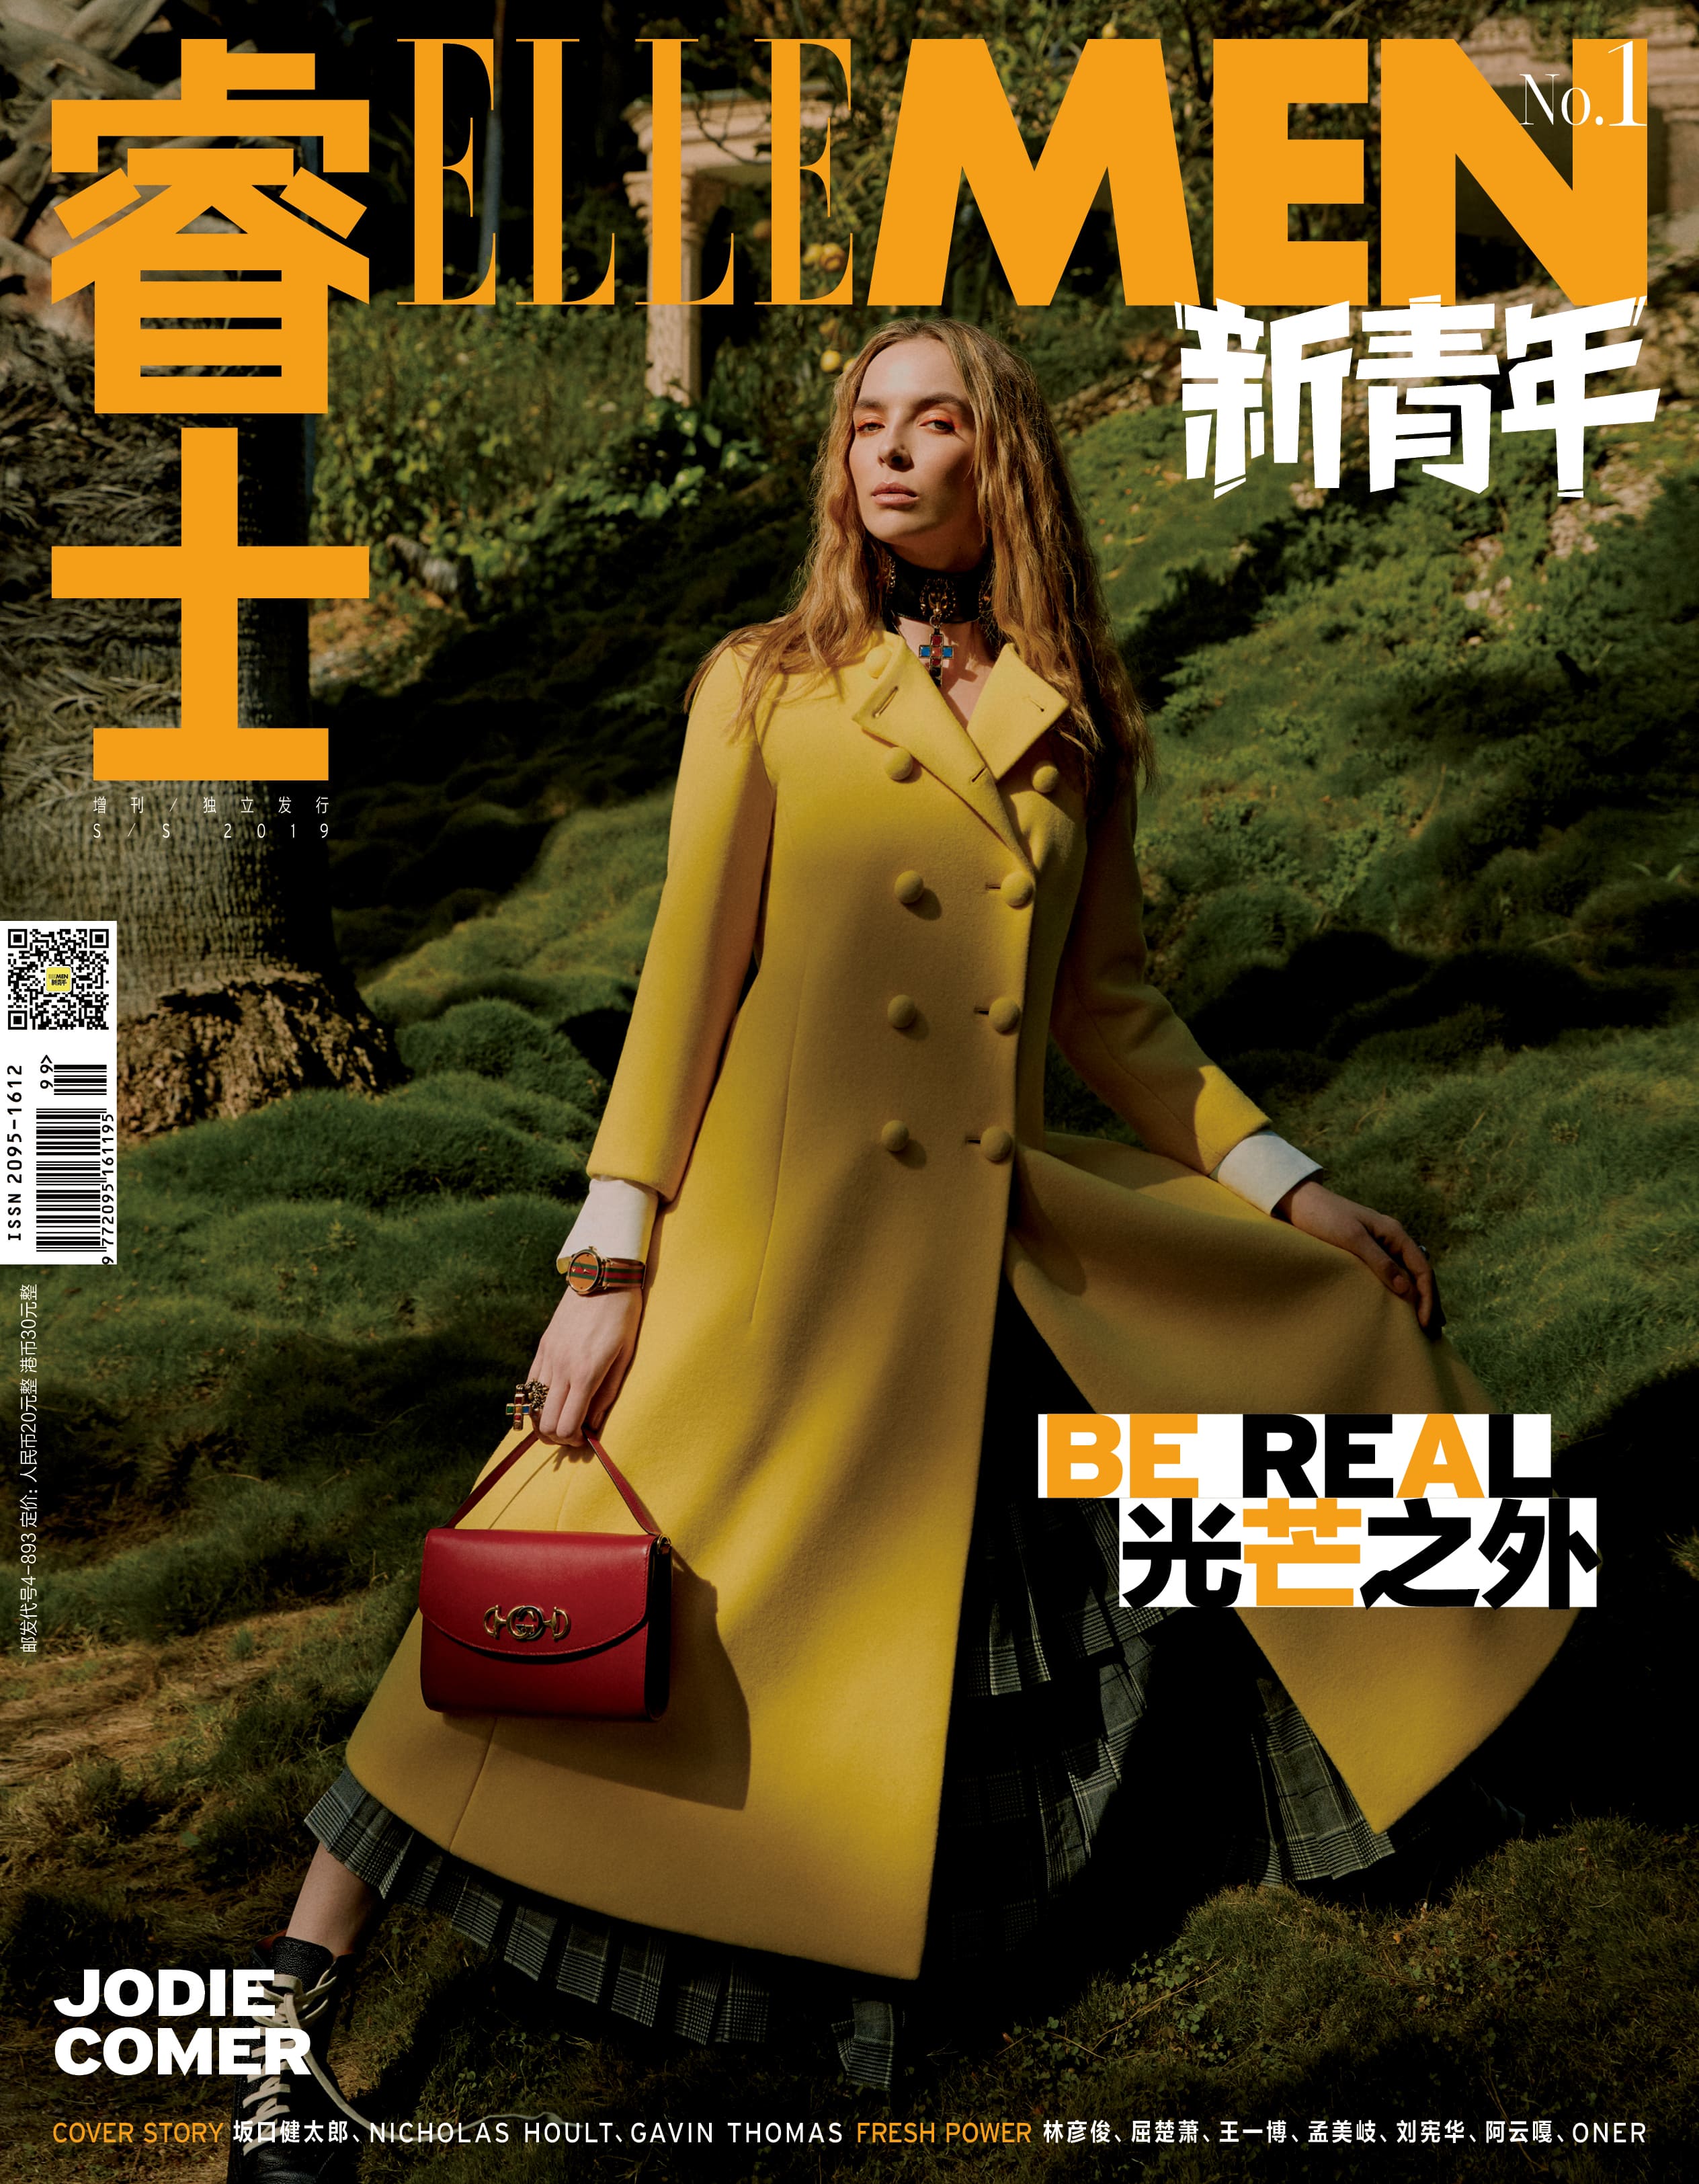 睿士
ELLEMEN
No.1
新青年
增刊/独立发行
S/S 2019
ISSN 2095-1612
99>
9772095161195
邮发代号4-893 定价: 人民币20元整 港币30元整
BE REAL
光芒之外
JODIE
COMER
COVER STORY 坂口健太郎、NICHOLAS HOULT、GAVIN THOMAS FRESH POWER 林彦俊、屈楚萧、王一博、孟美岐、刘宪华、阿云嘎、ONER